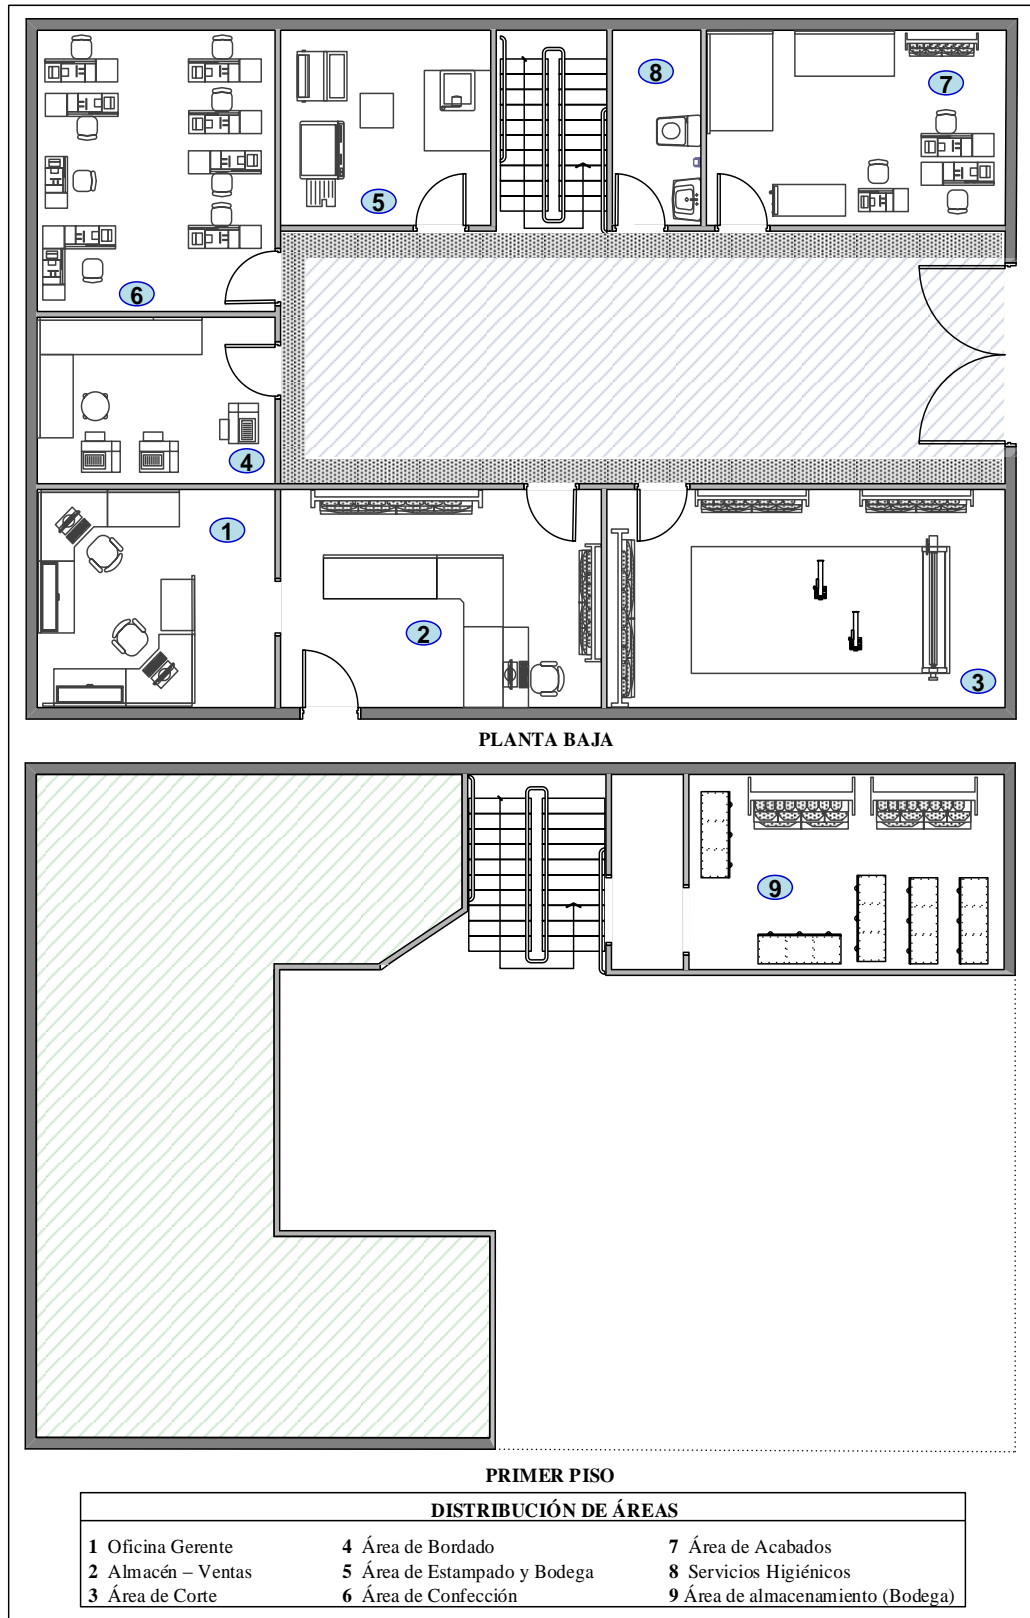 8
7
5
6
4
1
2
3
PLANTA BAJA
9
PRIMER PISO
DISTRIBUCIÓN DE ÁREAS
1 Oficina Gerente 4 Área de Bordado 7 Área de Acabados
2 Almacén – Ventas 5 Área de Estampado y Bodega 8 Servicios Higiénicos
3 Área de Corte 6 Área de Confección 9 Área de almacenamiento (Bodega)